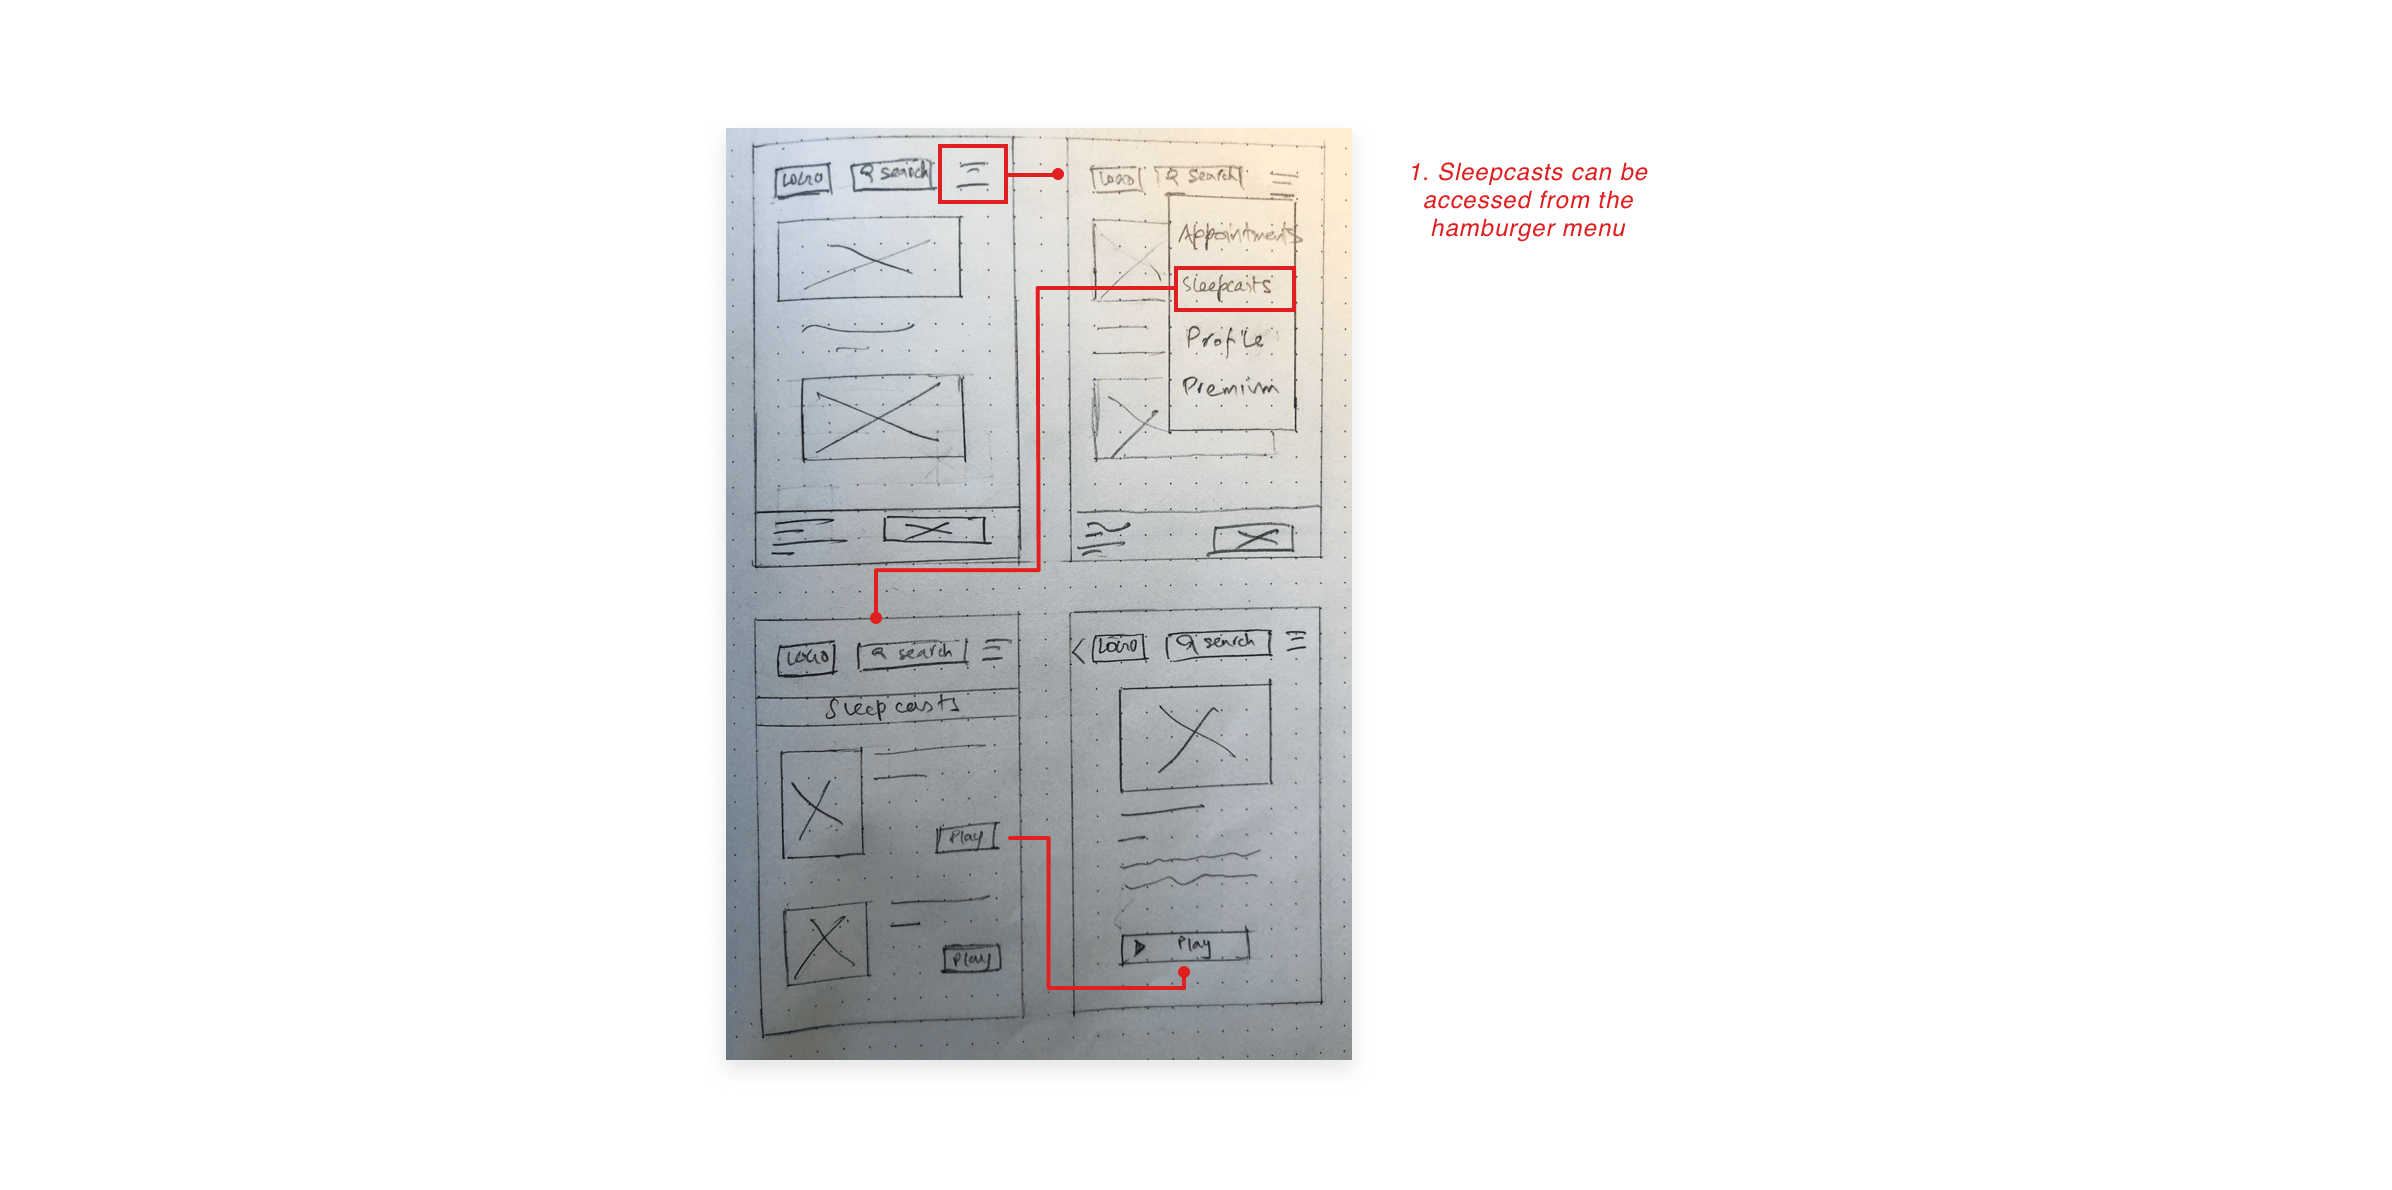 LOGO
search
LOGO
search
1. Sleepcasts can be
accessed from the
hamburger menu
Appointments
Sleepcasts
Profile
Premium
LOGO
search
LOGO
search
Sleepcasts
Play
Play
Play